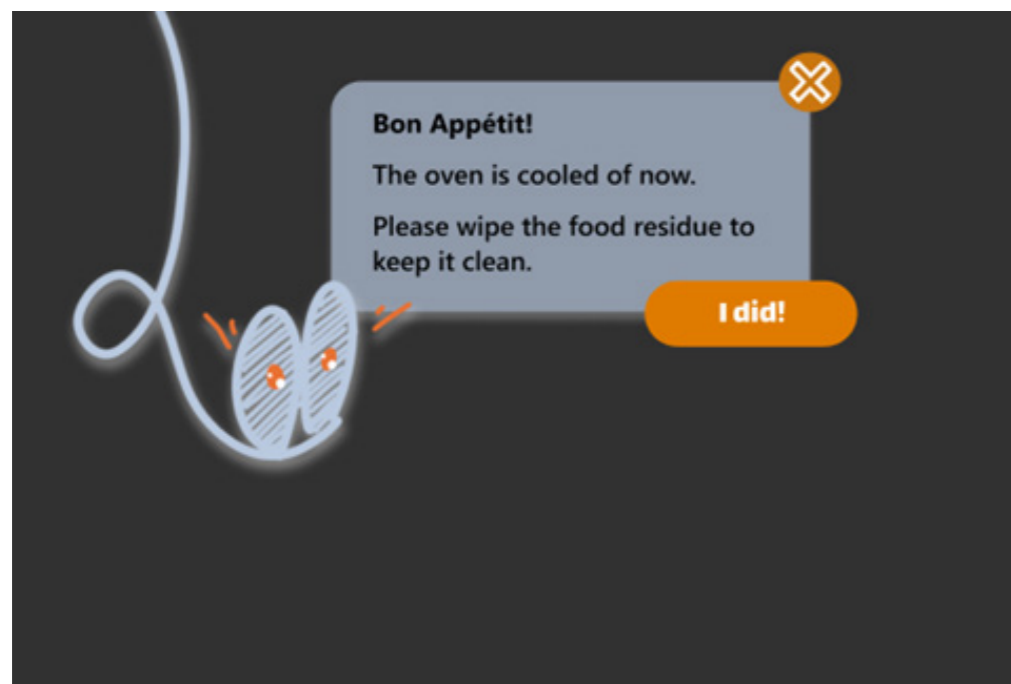 Bon Appétit!
The oven is cooled of now.
Please wipe the food residue to
keep it clean.
I did!